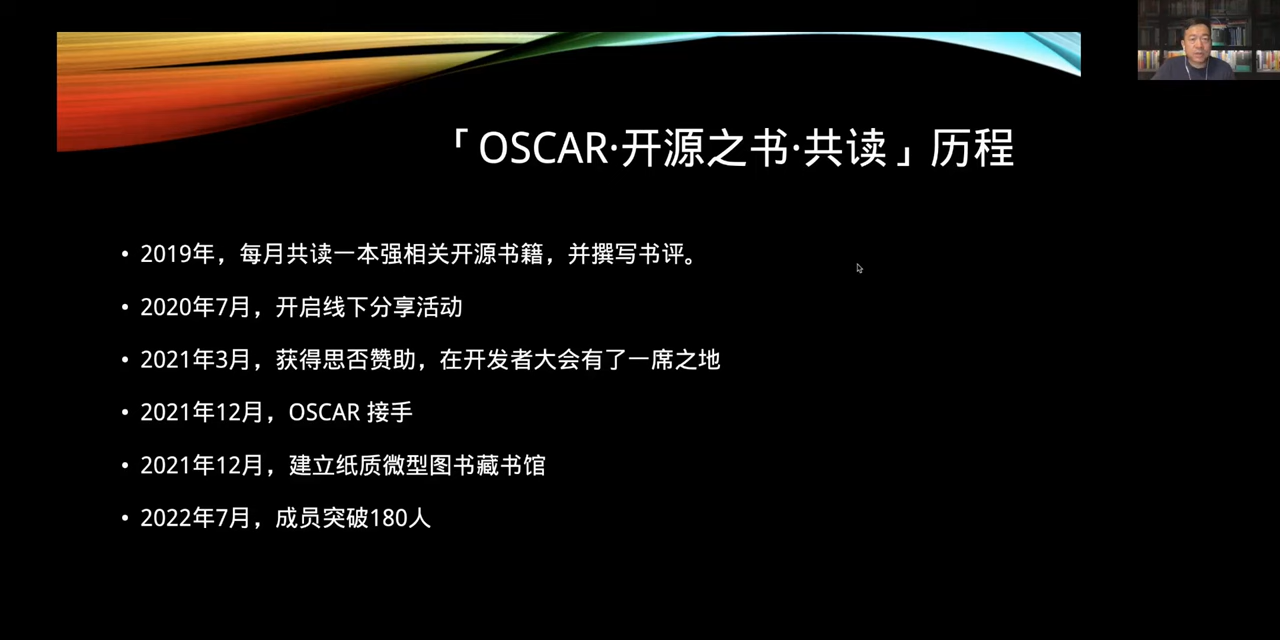 「OSCAR·开源之书·共读」历程
• 2019年，每月共读一本强相关开源书籍，并撰写书评。
• 2020年7月，开启线下分享活动
• 2021年3月，获得思否赞助，在开发者大会有了一席之地
• 2021年12月，OSCAR 接手
• 2021年12月，建立纸质微型图书藏书馆
• 2022年7月，成员突破180人